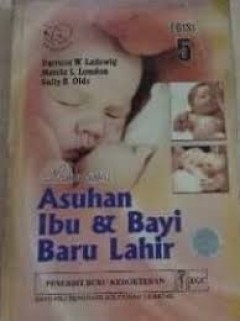 EDISI
5
Patricia W. Ladewig
Marcia L. London
Sally B. Olds
Asuhan
Ibu & Bayi
Baru Lahir
PENERBIT BUKU KEDOKTERAN EGC